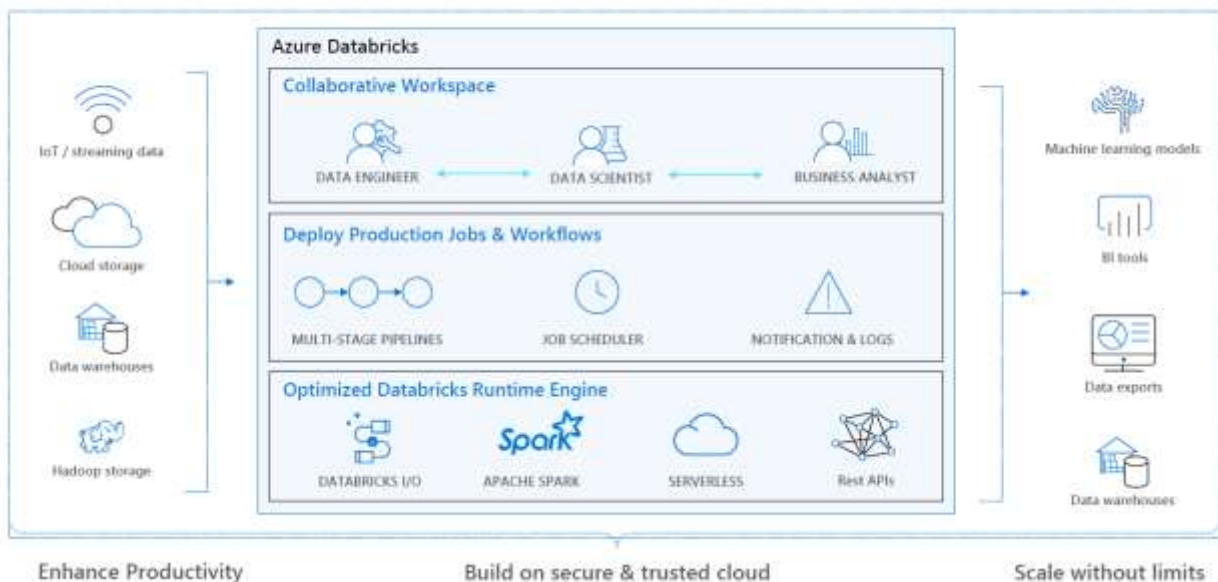 Azure Databricks
Collaborative Workspace
DATA ENGINEER
DATA SCIENTIST
BUSINESS ANALYST
Deploy Production Jobs & Workflows
MULTI-STAGE PIPELINES
JOB SCHEDULER
NOTIFICATION & LOGS
Optimized Databricks Runtime Engine
Spark
DATABRICKS I/O
APACHE SPARK
SERVERLESS
Rest APIs
IoT / streaming data
Cloud storage
Data warehouses
Hadoop storage
Machine learning models
BI tools
Data exports
Data warehouses
Enhance Productivity
Build on secure & trusted cloud
Scale without limits